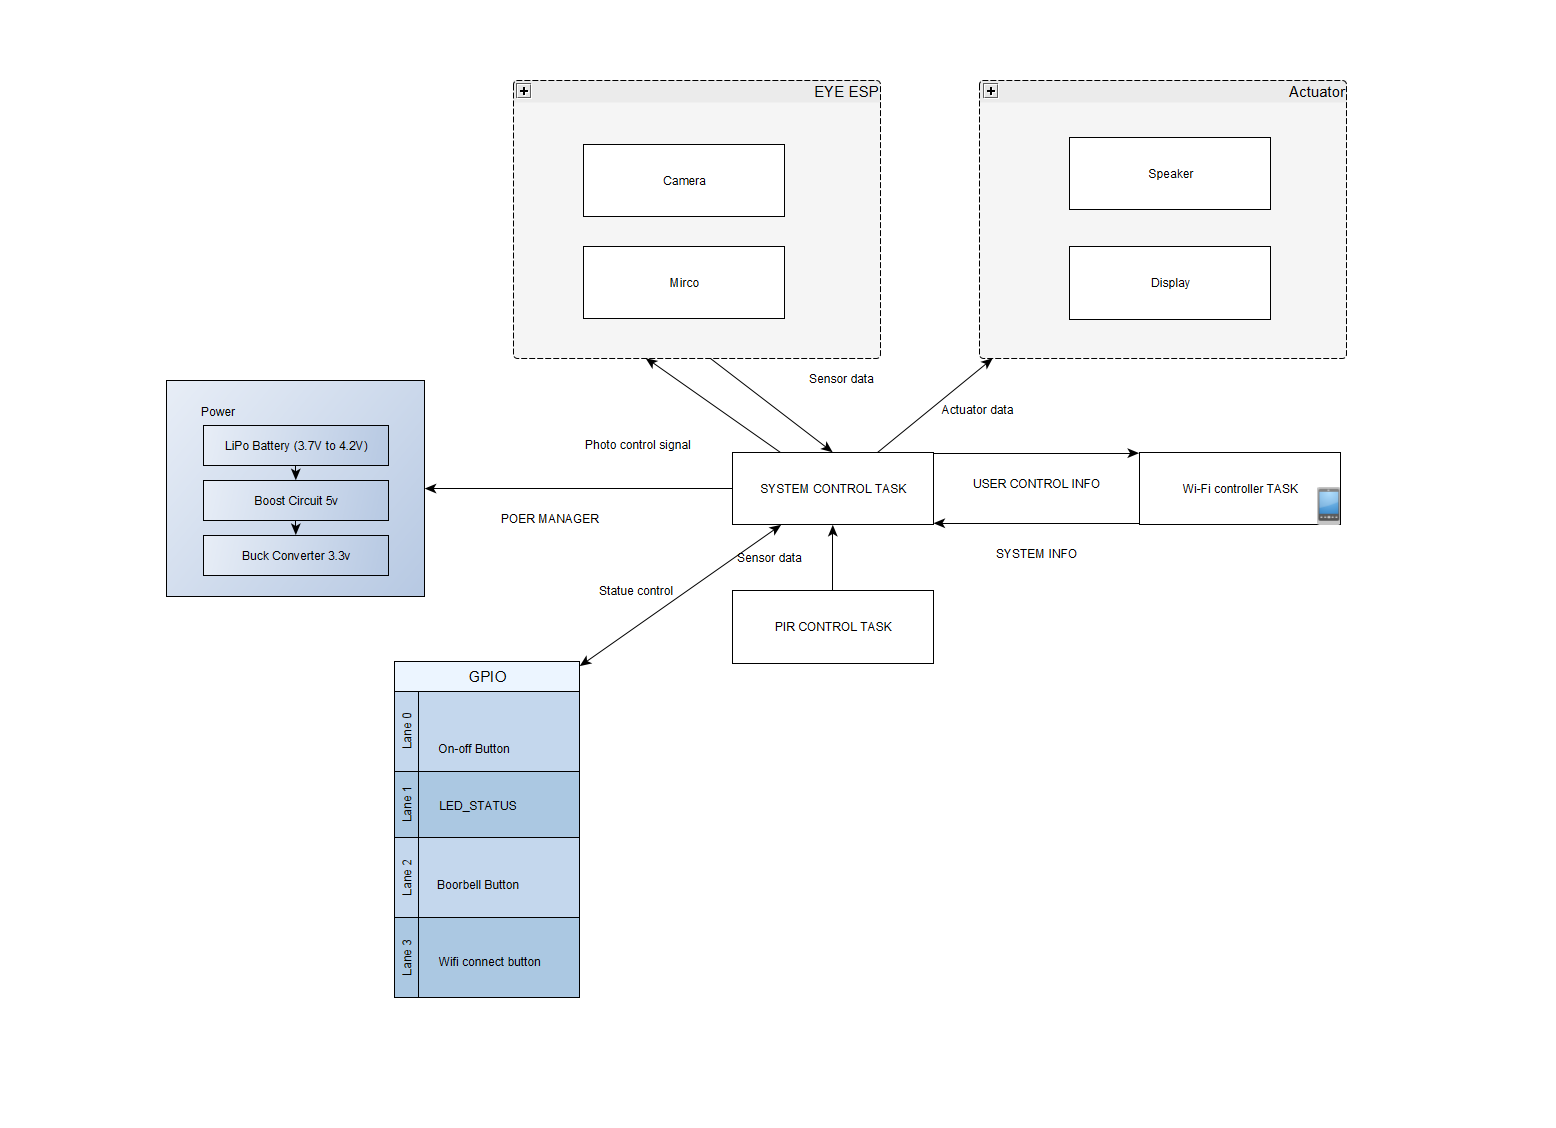 EYE ESP
Actuator
Camera
Speaker
Mirco
Display
Sensor data
Actuator data
Photo control signal
Power
LiPo Battery (3.7V to 4.2V)
Boost Circuit 5v
Buck Converter 3.3v
SYSTEM CONTROL TASK
USER CONTROL INFO
Wi-Fi controller TASK
POER MANAGER
SYSTEM INFO
Sensor data
Statue control
PIR CONTROL TASK
GPIO
Lane 0
On-off Button
Lane 1
LED_STATUS
Lane 2
Boorbell Button
Lane 3
Wifi connect button